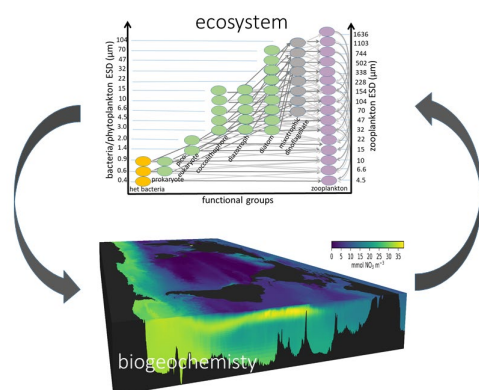 ecosystem
bacteria/phytoplankton ESD (µm)
104
70
47
32
22
15
10
6.6
4.5
3.0
2.0
1.4
0.9
0.6
0.4
1636
1103
744
502
338
228
154
104
70
47
32
22
15
10
6.6
4.5
zooplankton ESD (µm)
het bacteria
prokaryote
pico
eukaryote
coccolithophore
diazotroph
diatom
mixotrophic
dinoflagellate
zooplankton
functional groups
0 5 10 15 20 25 30 35
mmol NO₃ m⁻³
biogeochemisty